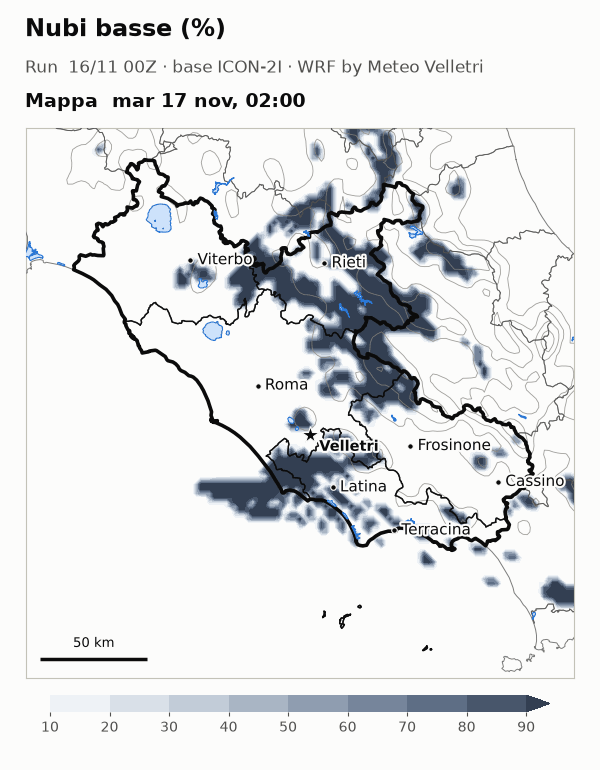 Nubi basse (%)
Run  16/11 00Z · base ICON-2I · WRF by Meteo Velletri
Mappa  mar 17 nov, 02:00
Viterbo
Rieti
Roma
Velletri
Frosinone
Cassino
Latina
Terracina
50 km
10 20 30 40 50 60 70 80 90